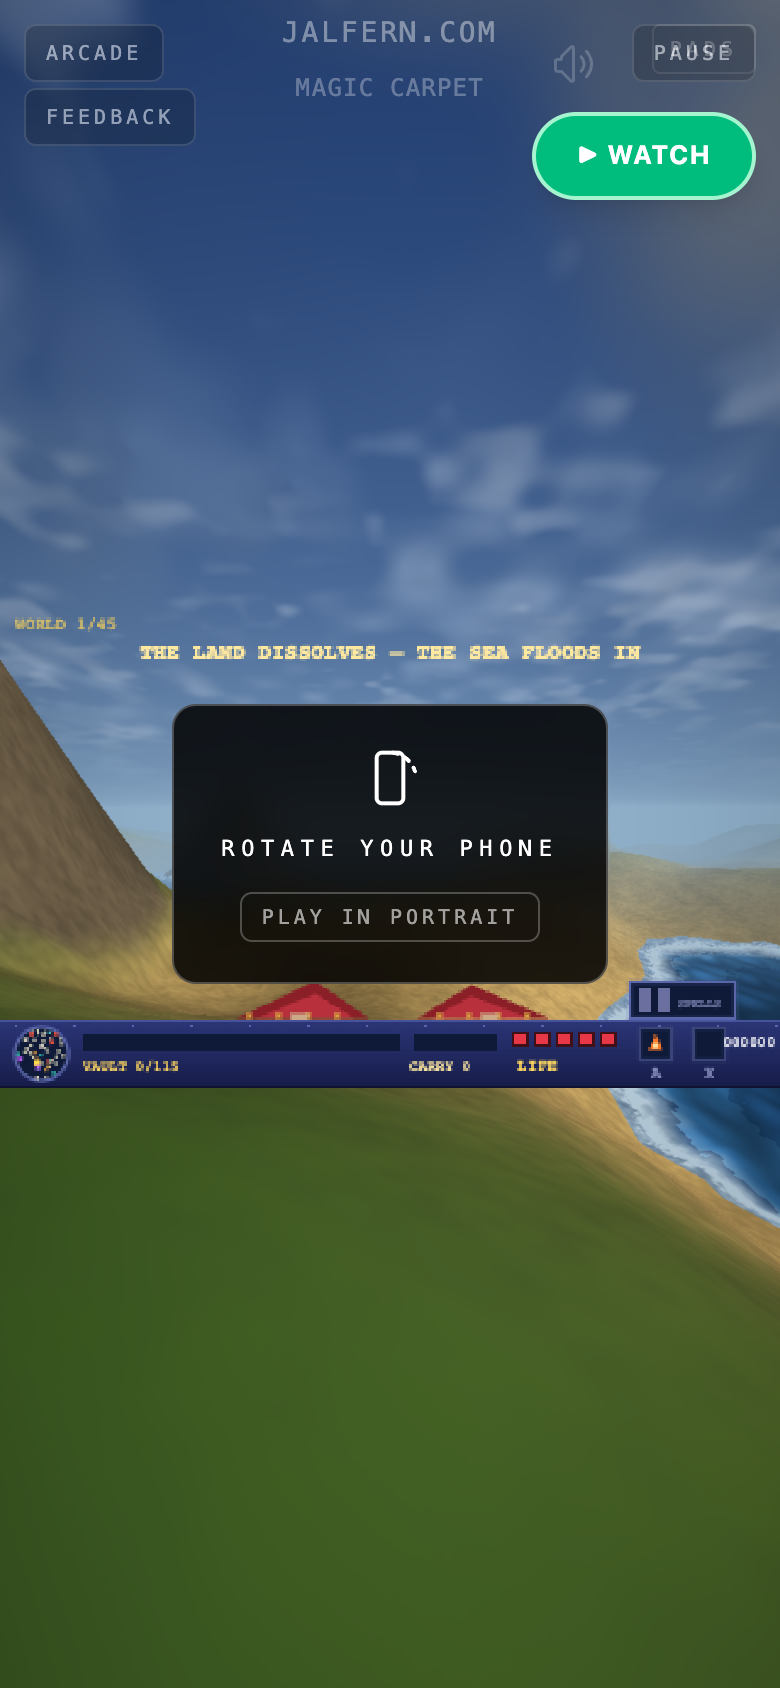 JALFERN.COM
ARCADE
PAUSE
MAGIC CARPET
FEEDBACK
WATCH
WORLD 1/45
THE LAND DISSOLVES — THE SEA FLOODS IN
ROTATE YOUR PHONE
PLAY IN PORTRAIT
VAULT 0/115
CARRY 0
LIFE
A
X